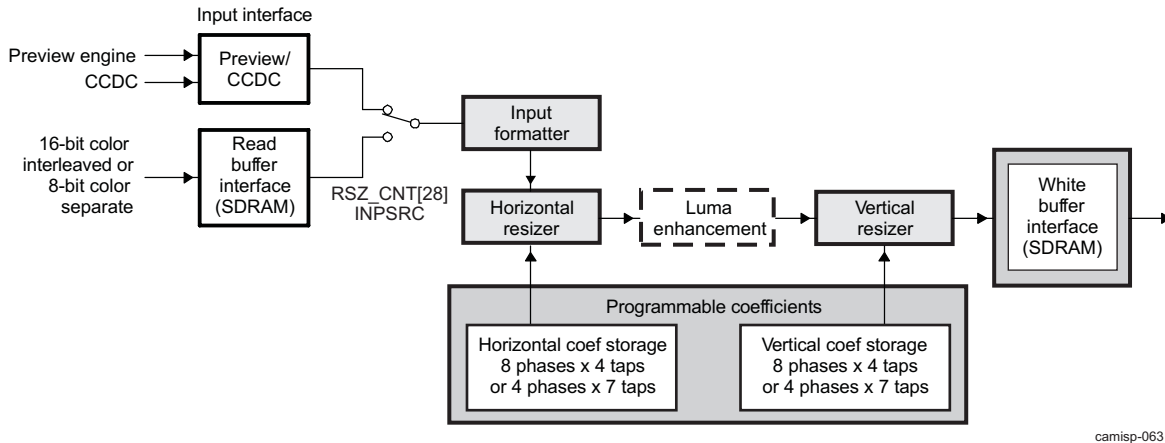 Input interface
Preview engine
CCDC
Preview/
CCDC
16-bit color
interleaved or
8-bit color
separate
Read
buffer
interface
(SDRAM)
RSZ_CNT[28]
INPSRC
Input
formatter
Horizontal
resizer
Luma
enhancement
Vertical
resizer
White
buffer
interface
(SDRAM)
Programmable coefficients
Horizontal coef storage
8 phases x 4 taps
or 4 phases x 7 taps
Vertical coef storage
8 phases x 4 taps
or 4 phases x 7 taps
camisp-063